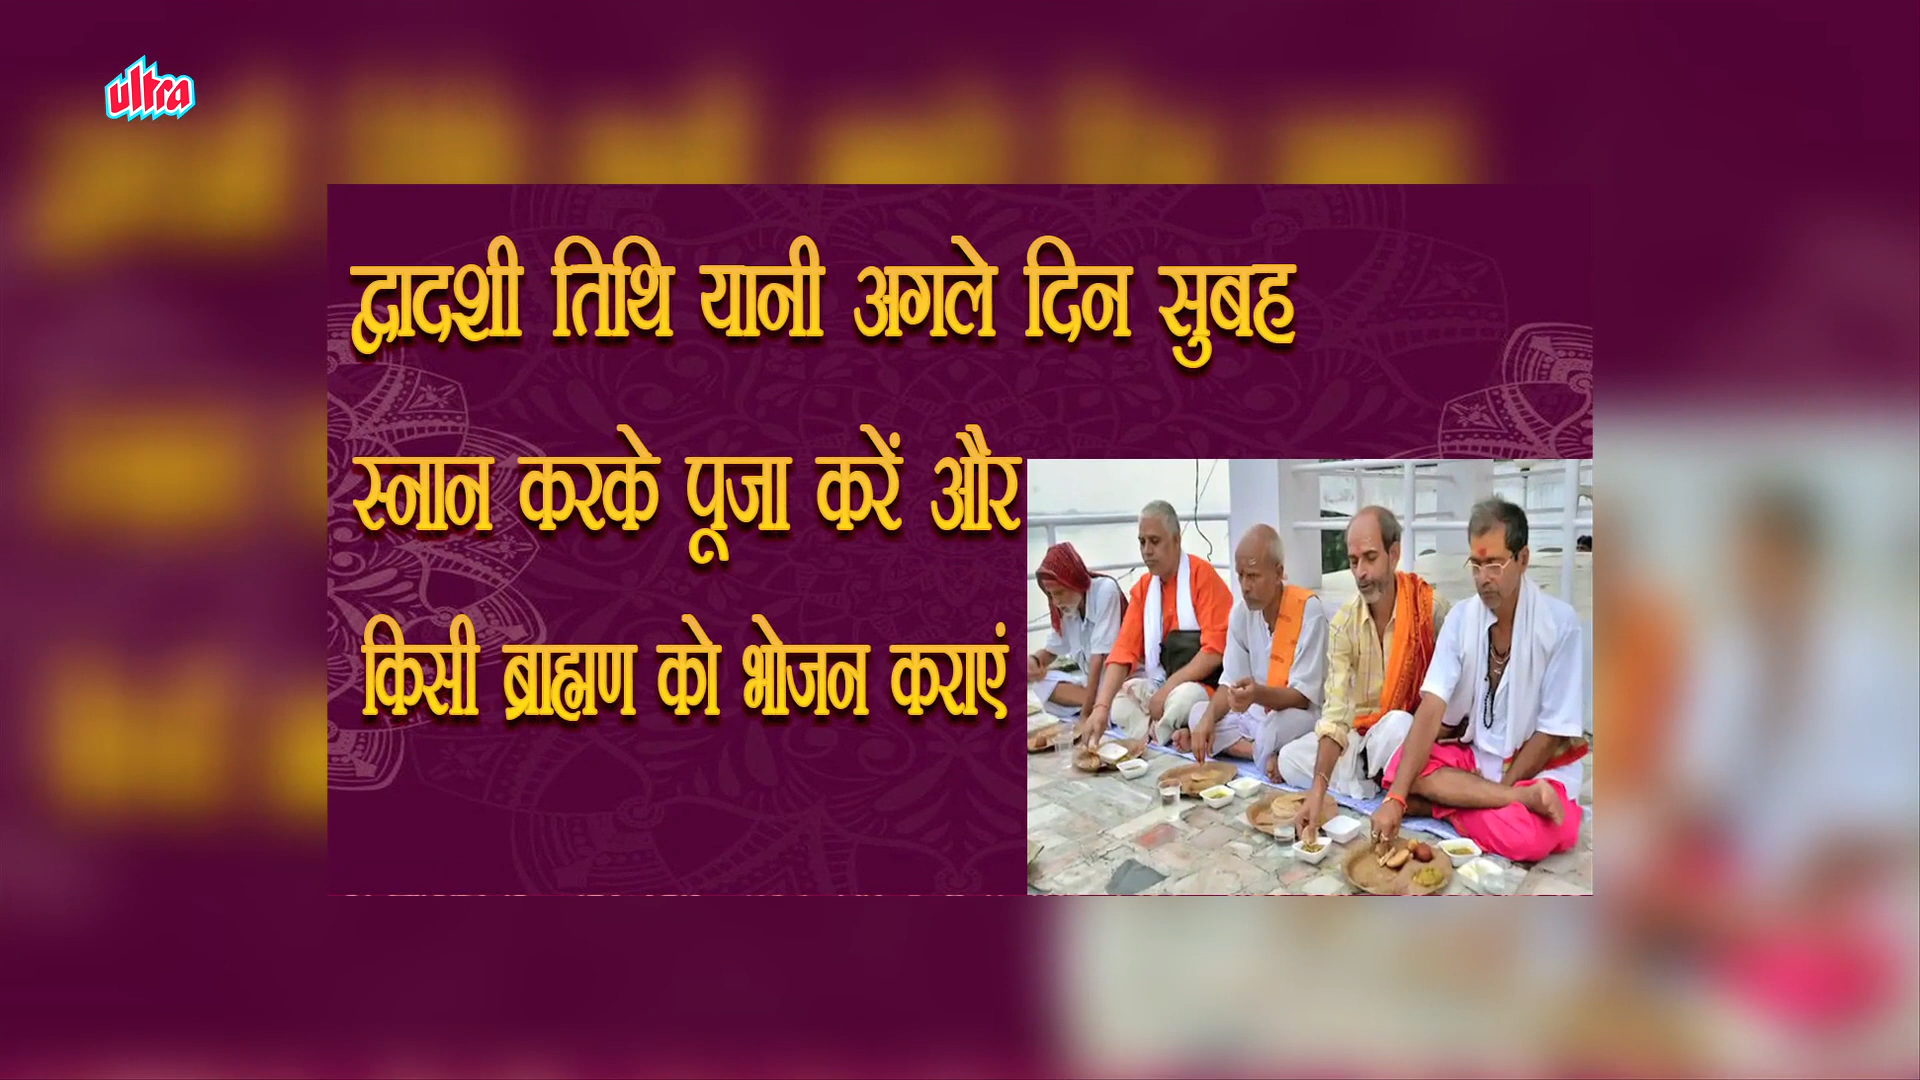 ultra
द्वादशी तिथि यानी अगले दिन सुबह
स्नान करके पूजा करें और
किसी ब्राह्मण को भोजन कराएं